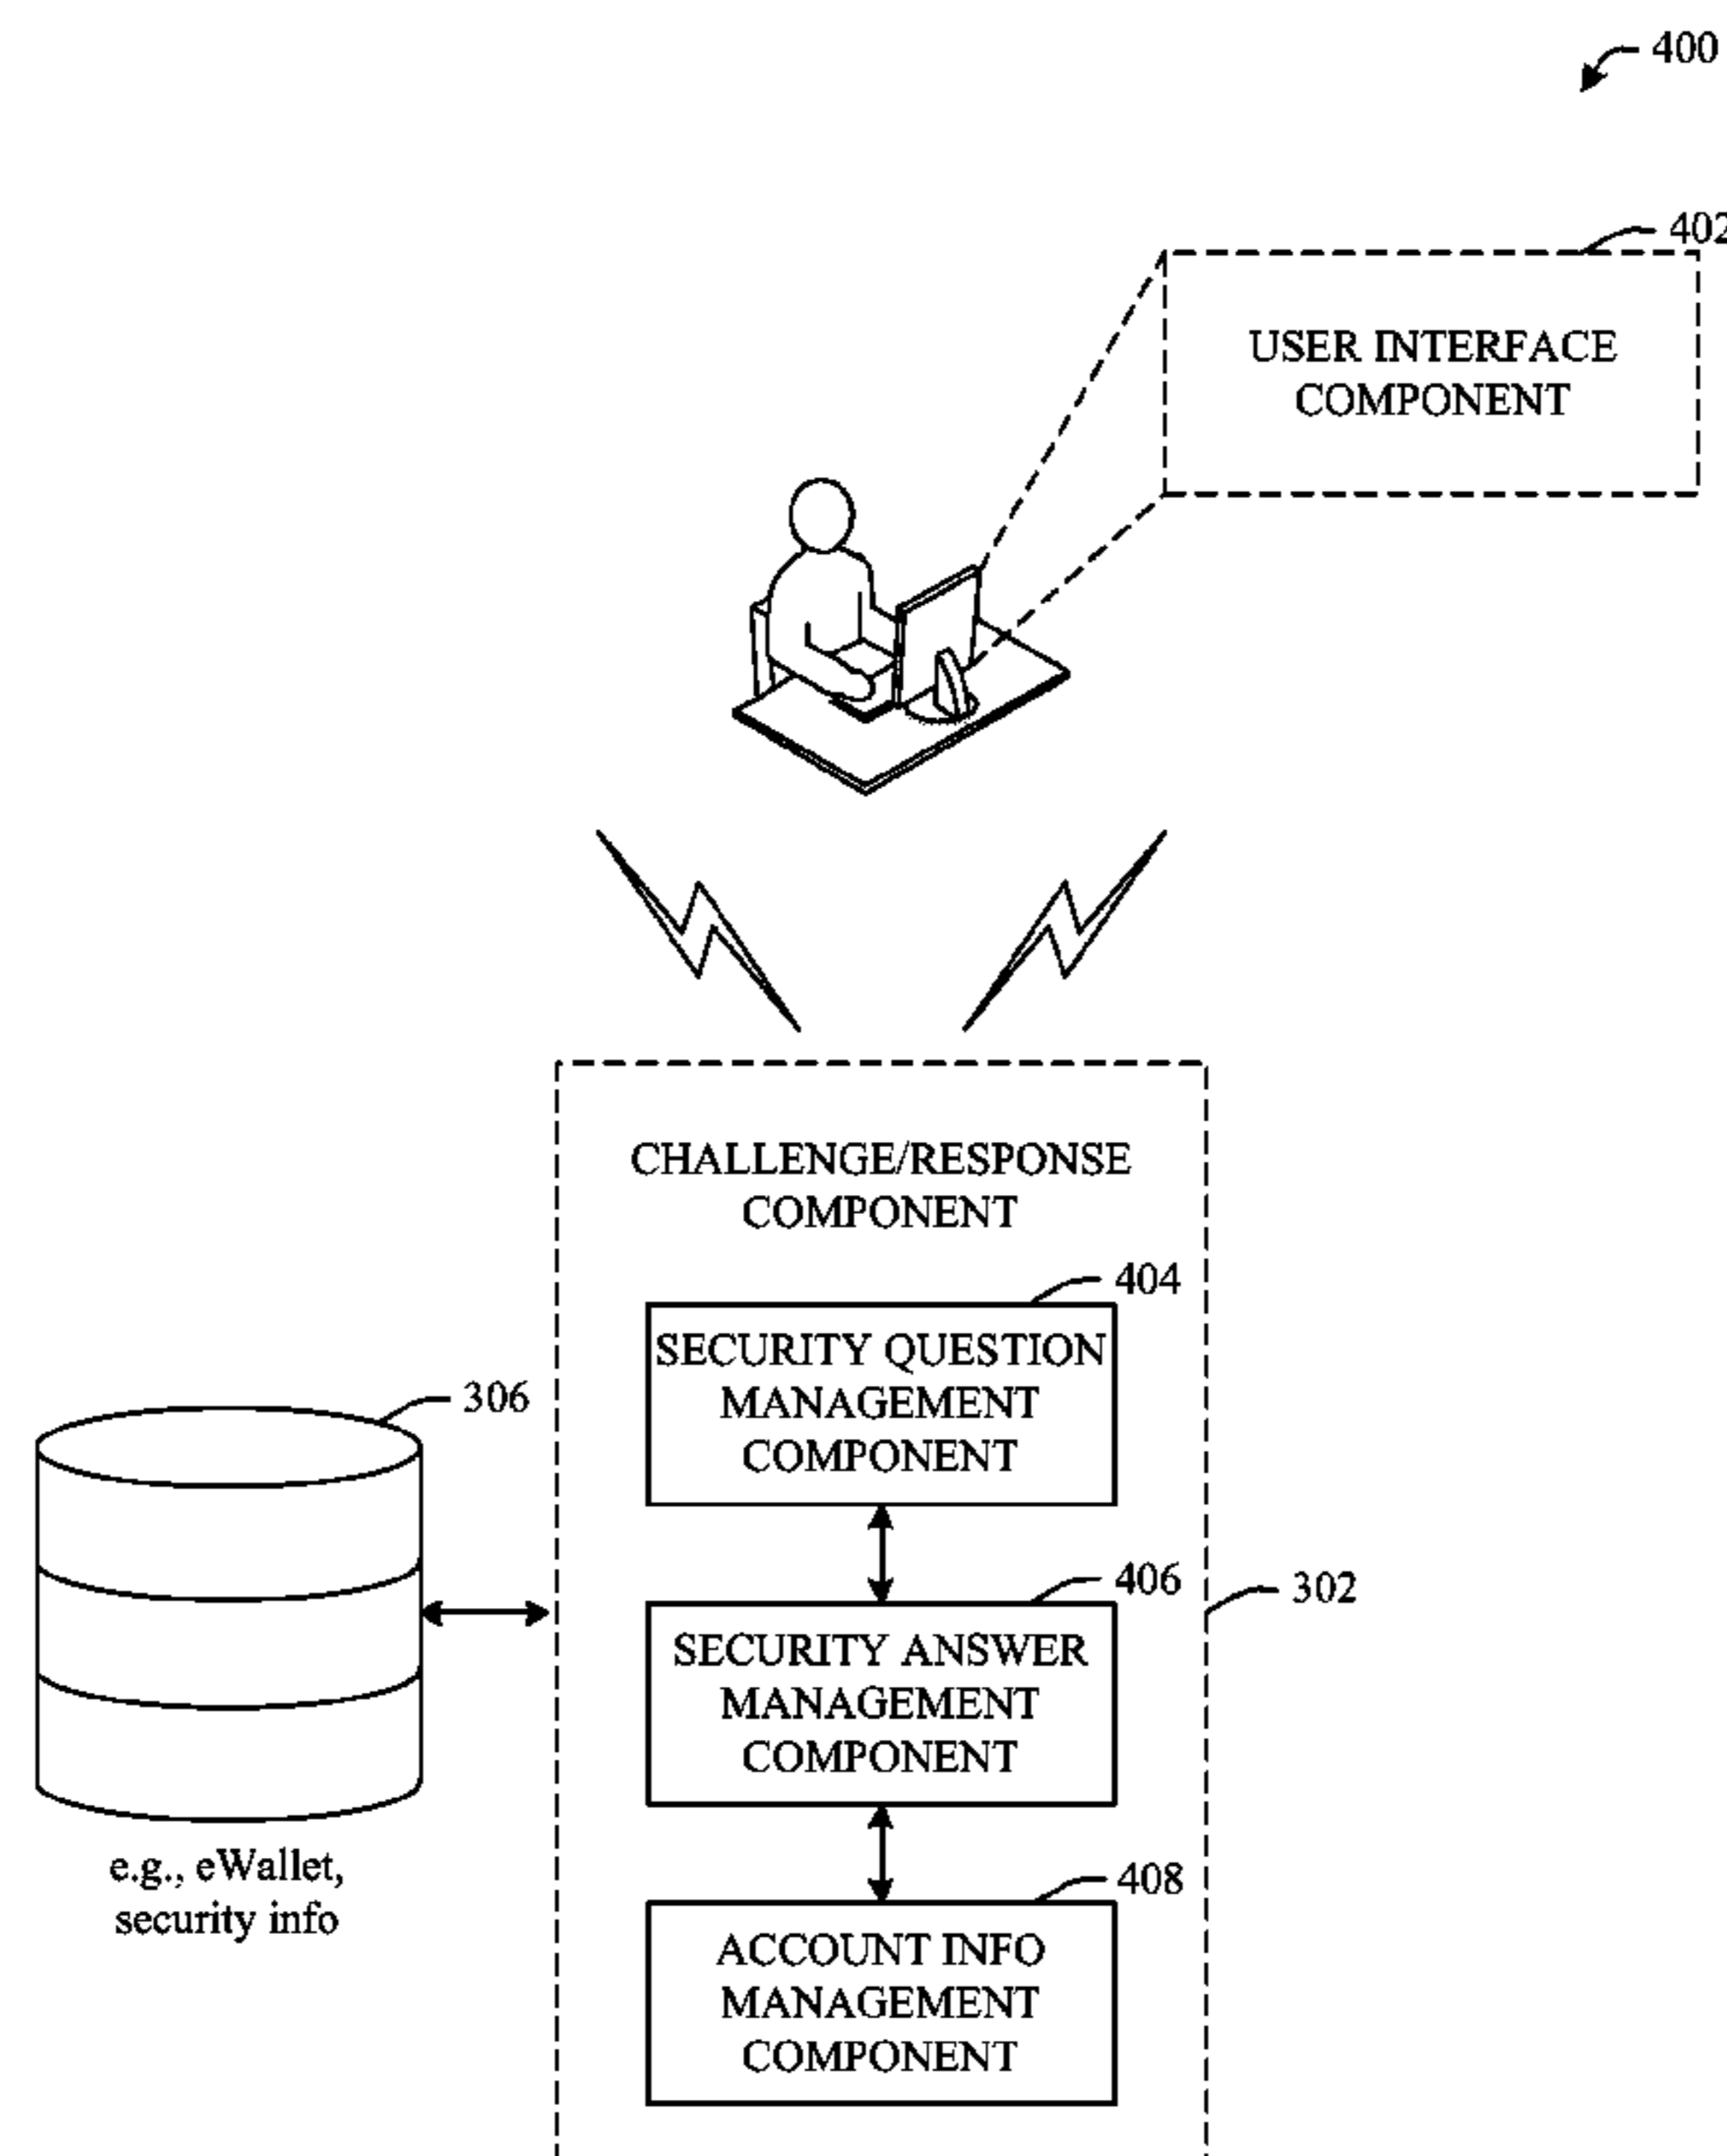 400
402
USER INTERFACE
COMPONENT
CHALLENGE/RESPONSE
COMPONENT
404
SECURITY QUESTION
MANAGEMENT
COMPONENT
306
406
302
SECURITY ANSWER
MANAGEMENT
COMPONENT
e.g., eWallet,
security info
408
ACCOUNT INFO
MANAGEMENT
COMPONENT